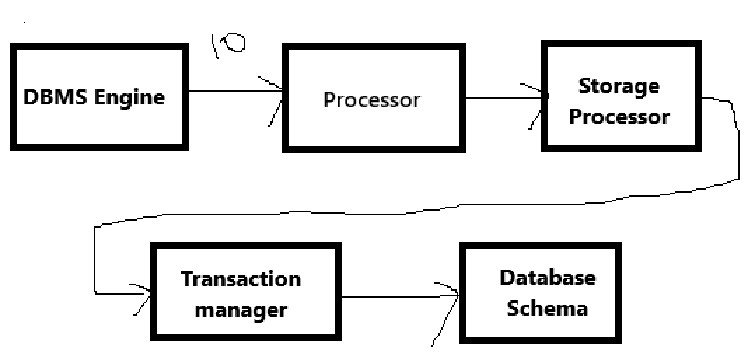 10
DBMS Engine
Processor
Storage
Processor
Transaction
manager
Database
Schema